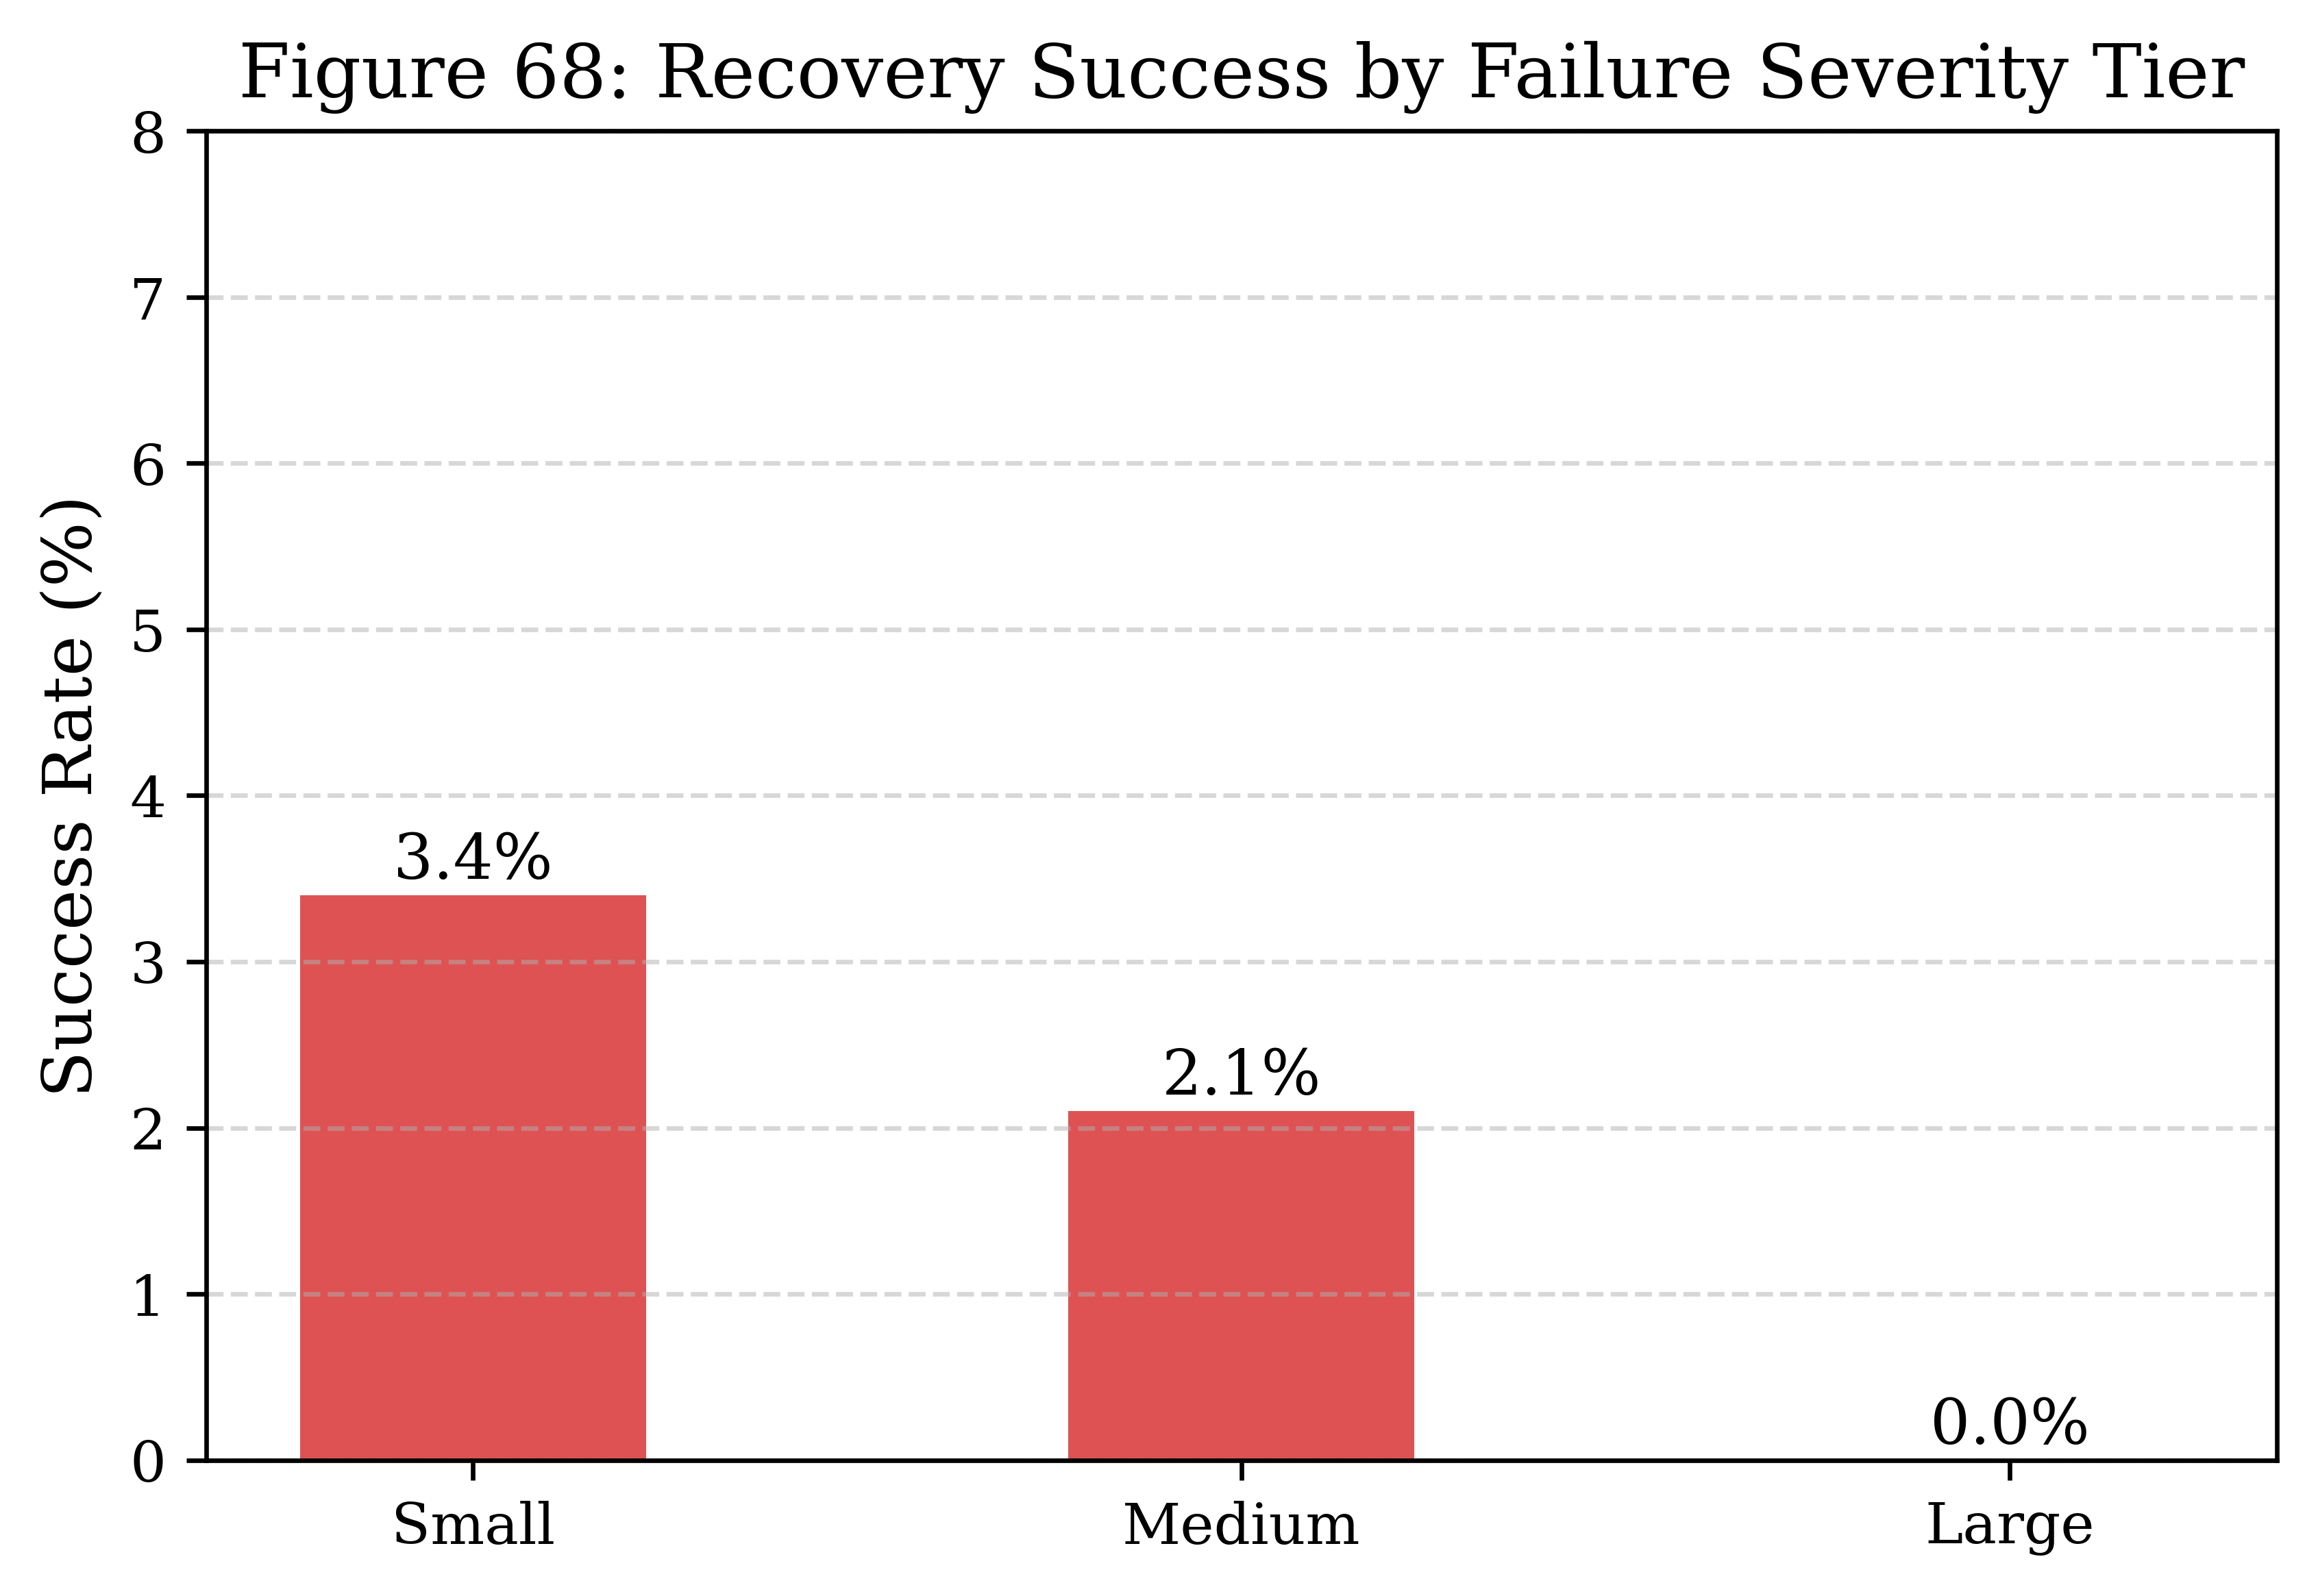 Figure 68: Recovery Success by Failure Severity Tier
8
7
6
5
4
3
2
1
0
Success Rate (%)
3.4%
2.1%
0.0%
Small
Medium
Large